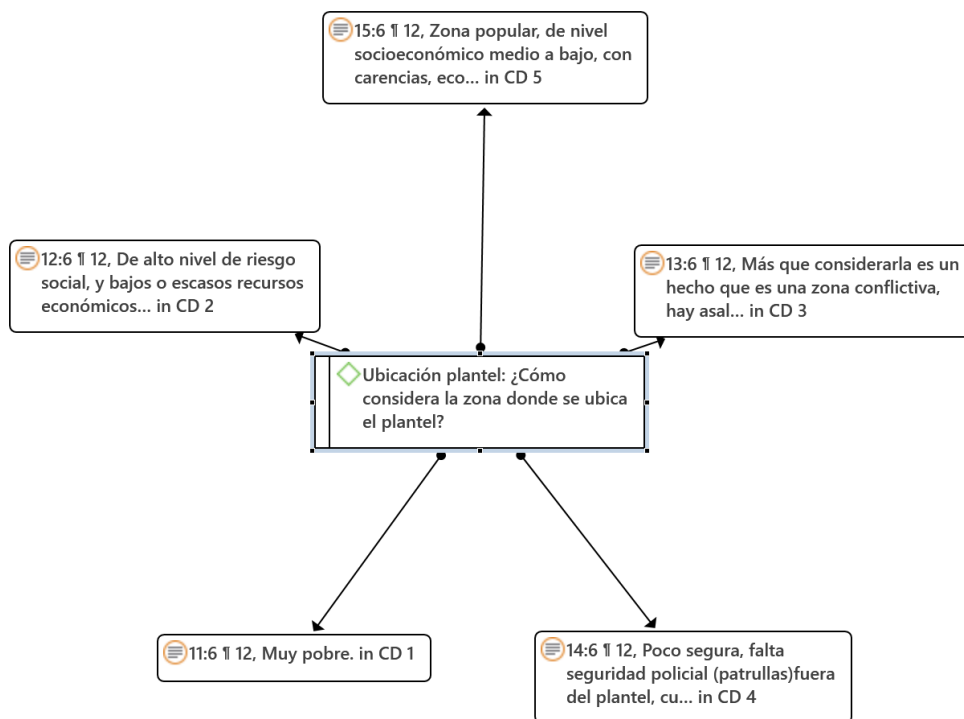 15:6 ¶ 12, Zona popular, de nivel
socioeconómico medio a bajo, con
carencias, eco... in CD 5
12:6 ¶ 12, De alto nivel de riesgo
social, y bajos o escasos recursos
económicos... in CD 2
13:6 ¶ 12, Más que considerarla es un
hecho que es una zona conflictiva,
hay asal... in CD 3
Ubicación plantel: ¿Cómo
considera la zona donde se ubica
el plantel?
11:6 ¶ 12, Muy pobre. in CD 1
14:6 ¶ 12, Poco segura, falta
seguridad policial (patrullas)fuera
del plantel, cu... in CD 4